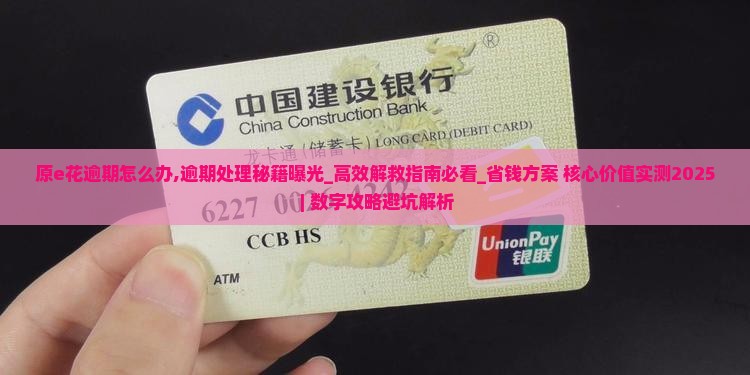 ®
中国建设银行
China Construction Bank
龙卡通(储蓄卡) LONG CARD (DEBIT CARD)
原e花逾期怎么办,逾期处理秘籍曝光_高效解救指南必看_省钱方案 核心价值实测2025
| 数字攻略避坑解析
6227 00 4242
CCB HS
ATM
UnionPay
银联